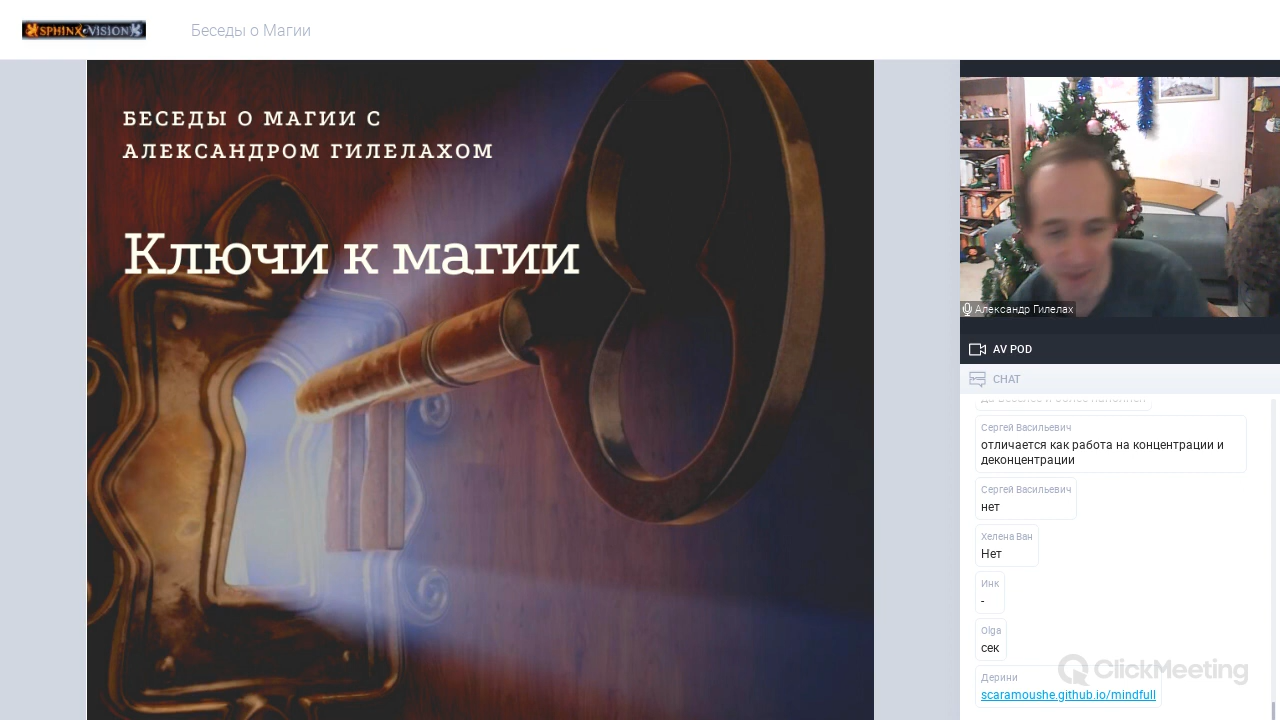 SPHINX VISION
Беседы о Магии
БЕСЕДЫ О МАГИИ С
АЛЕКСАНДРОМ ГИЛЕЛАХОМ
Ключи к магии
Александр Гилелах
AV POD
CHAT
Сергей Васильевич
отличается как работа на концентрации и
деконцентрации
Сергей Васильевич
нет
Хелена Ван
Нет
Инк
-
Olga
сек
Дерини
scaramoushe.github.io/mindfull
ClickMeeting